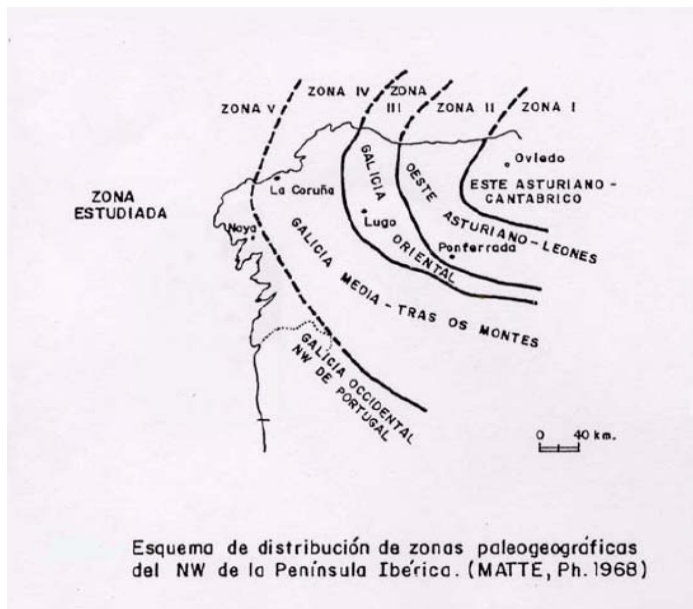 ZONA V
ZONA IV
ZONA
III
ZONA II
ZONA I
Oviedo
ESTE ASTURIANO-
CANTABRICO
ZONA
ESTUDIADA
La Coruña
Noya
GALICIA
ORIENTAL
Lugo
OESTE ASTURIANO-LEONES
Ponferrada
GALICIA MEDIA-TRAS OS MONTES
GALICIA OCCIDENTAL
NW DE PORTUGAL
0 40 km.
Esquema de distribución de zonas paleogeográficas
del NW de la Península Ibérica. (MATTE, Ph. 1968)